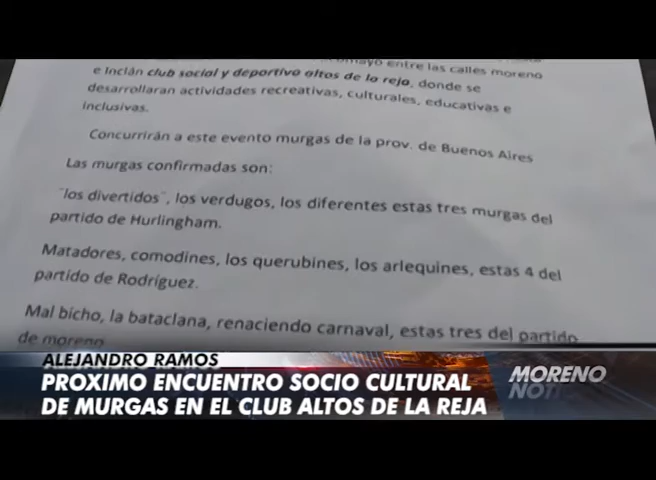 entre las calles moreno
e Inclán club social y deportivo altos de la reja, donde se
desarrollaran actividades recreativas, culturales, educativas e
inclusivas.
Concurrirán a este evento murgas de la prov. de Buenos Aires
Las murgas confirmadas son:
¨los divertidos¨, los verdugos, los diferentes estas tres murgas del
partido de Hurlingham.
Matadores, comodines, los querubines, los arlequines, estas 4 del
partido de Rodríguez.
Mal bicho, la bataclana, renaciendo carnaval, estas tres del partido
de moreno
ALEJANDRO RAMOS
PROXIMO ENCUENTRO SOCIO CULTURAL
DE MURGAS EN EL CLUB ALTOS DE LA REJA
MORENO